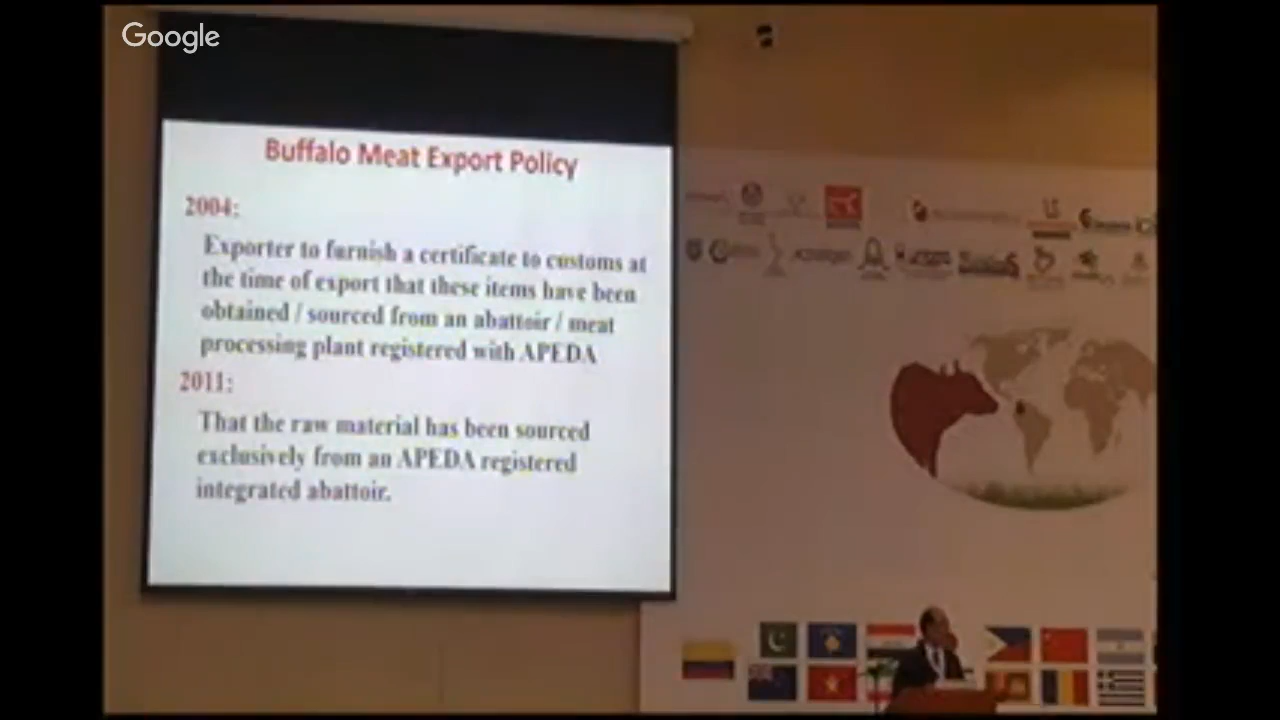 Google
Buffalo Meat Export Policy
2004:
Exporter to furnish a certificate to customs at
the time of export that these items have been
obtained / sourced from an abattoir / meat
processing plant registered with APEDA
2011:
That the raw material has been sourced
exclusively from an APEDA registered
integrated abattoir.